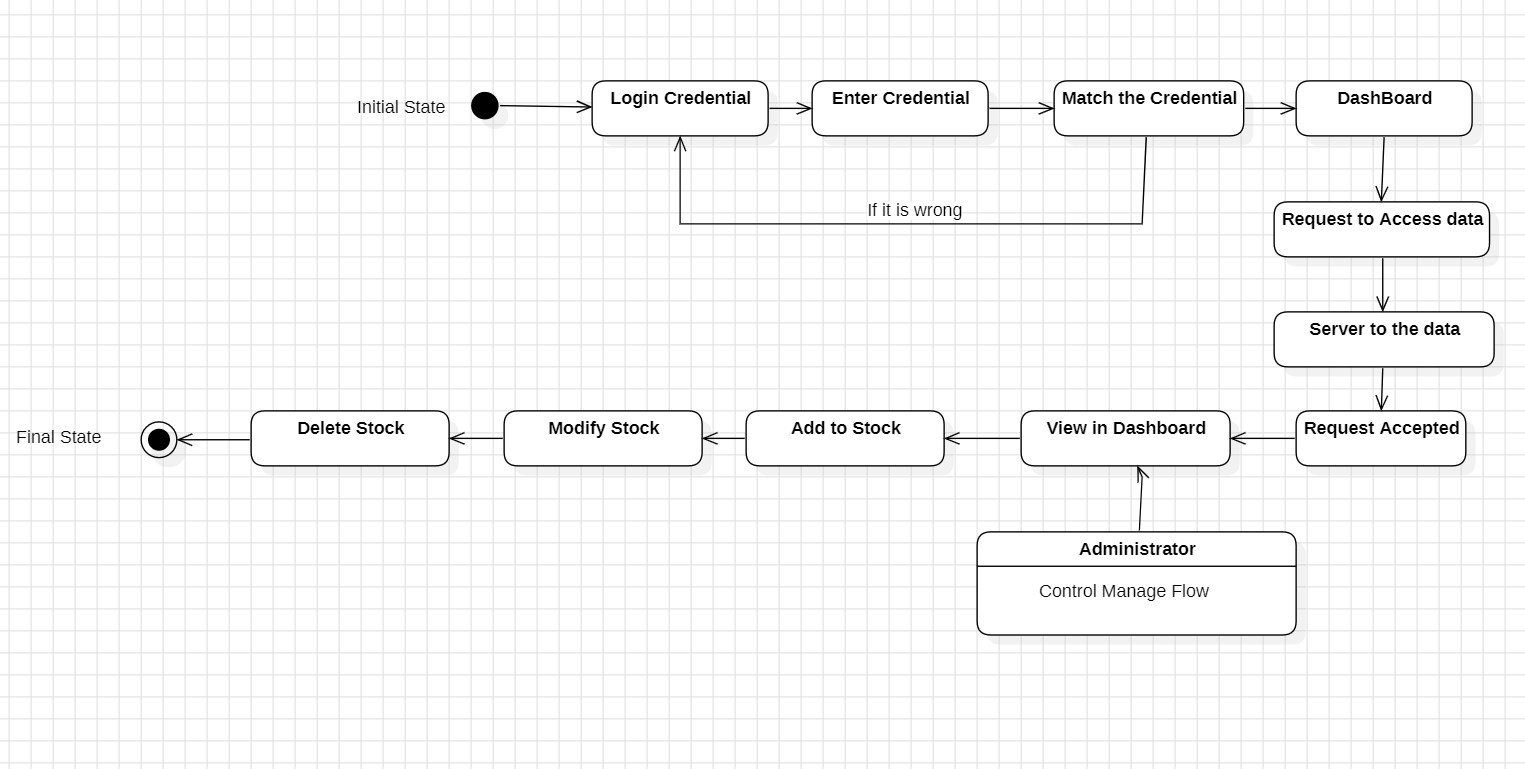 Initial State
Login Credential
Enter Credential
Match the Credential
DashBoard
If it is wrong
Request to Access data
Server to the data
Request Accepted
View in Dashboard
Add to Stock
Modify Stock
Delete Stock
Final State
Administrator
Control Manage Flow